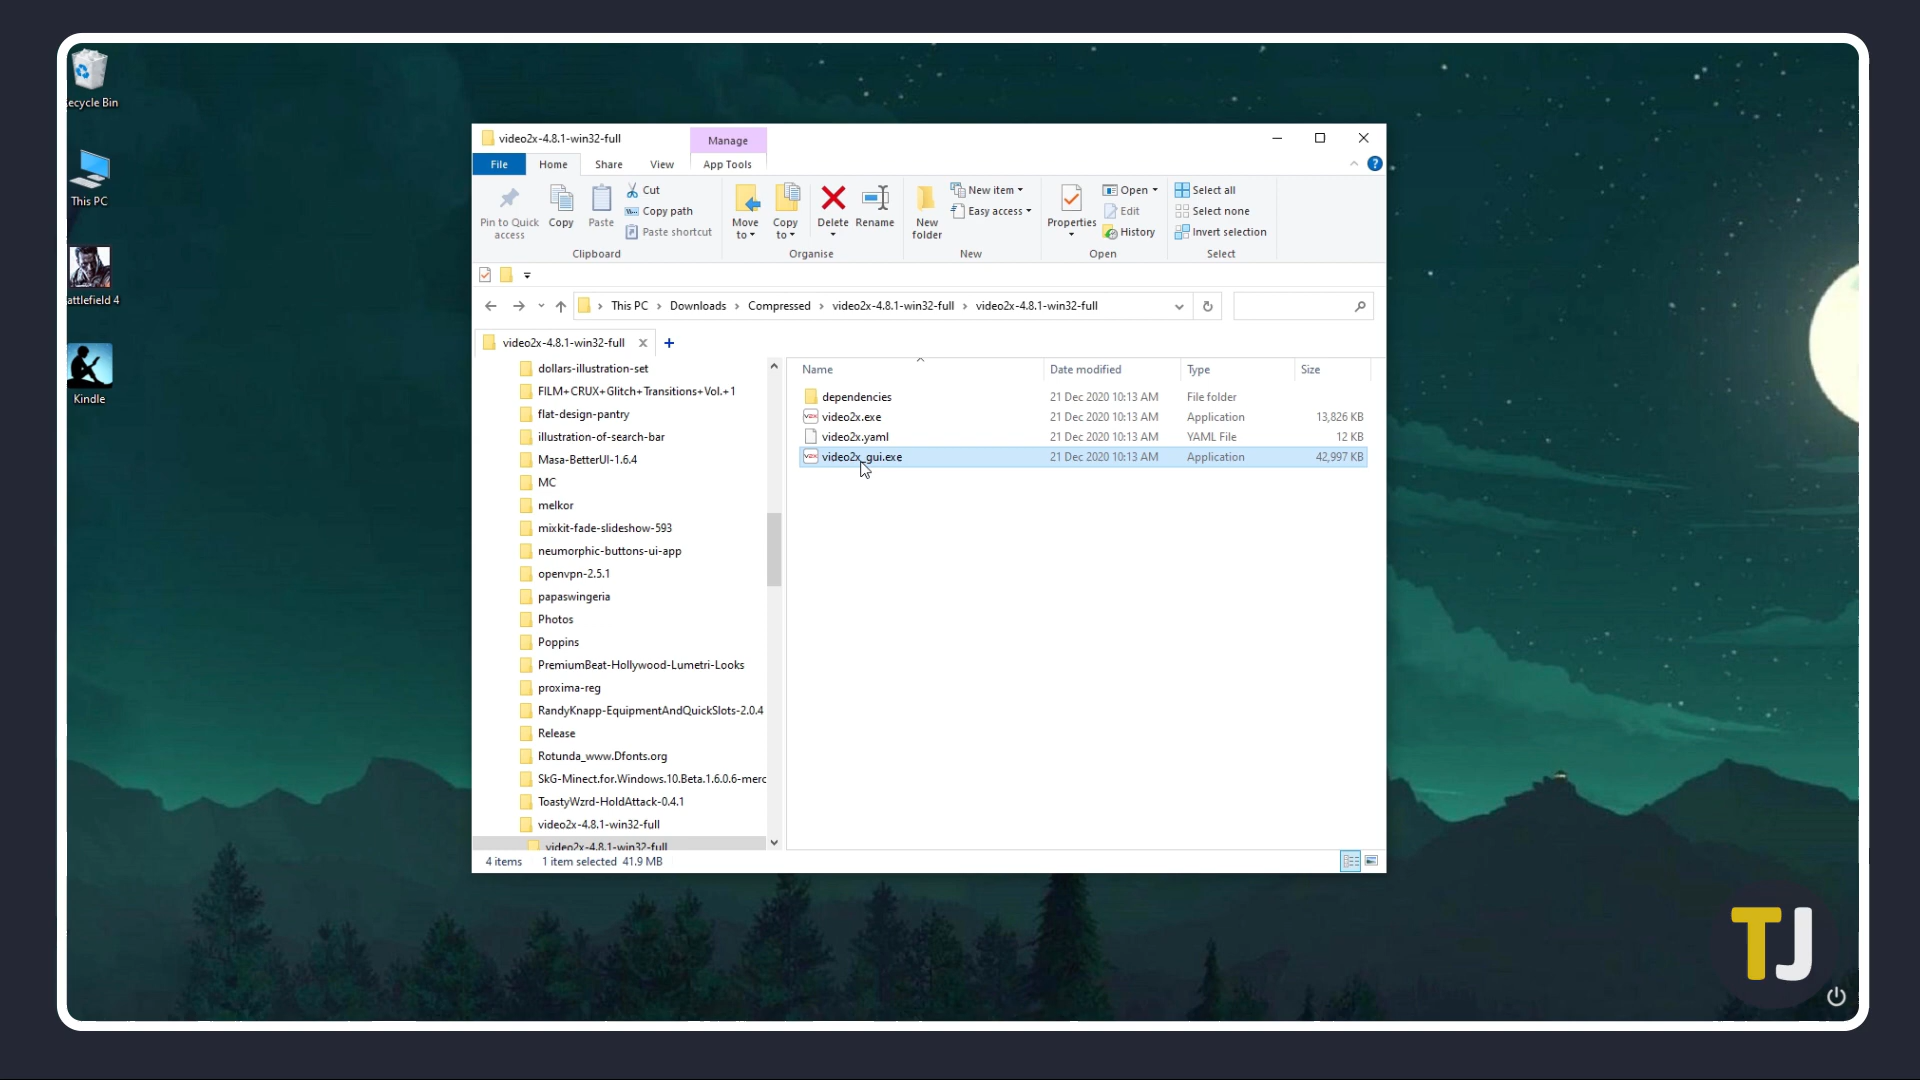 ecycle Bin
This PC
attlefield 4
Kindle
video2x-4.8.1-win32-full
Manage
File
Home
Share
View
App Tools
Pin to Quick access
Copy
Paste
Cut
Copy path
Paste shortcut
Clipboard
Move to
Copy to
Delete
Rename
Organise
New folder
New item
Easy access
New
Properties
Open
Edit
History
Open
Select all
Select none
Invert selection
Select
This PC > Downloads > Compressed > video2x-4.8.1-win32-full > video2x-4.8.1-win32-full
video2x-4.8.1-win32-full
dollars-illustration-set
FILM+CRUX+Glitch+Transitions+Vol.+1
flat-design-pantry
illustration-of-search-bar
Masa-BetterUI-1.6.4
MC
melkor
mixkit-fade-slideshow-593
neumorphic-buttons-ui-app
openvpn-2.5.1
papaswingeria
Photos
Poppins
PremiumBeat-Hollywood-Lumetri-Looks
proxima-reg
RandyKnapp-EquipmentAndQuickSlots-2.0.4
Release
Rotunda_www.Dfonts.org
SkG-Minect.for.Windows.10.Beta.1.6.0.6-merc
ToastyWzrd-HoldAttack-0.4.1
video2x-4.8.1-win32-full
video2x-4.8.1-win32-full
Name Date modified Type Size
dependencies 21 Dec 2020 10:13 AM File folder
video2x.exe 21 Dec 2020 10:13 AM Application 13,826 KB
video2x.yaml 21 Dec 2020 10:13 AM YAML File 12 KB
video2x_gui.exe 21 Dec 2020 10:13 AM Application 42,997 KB
4 items 1 item selected 41.9 MB
TJ